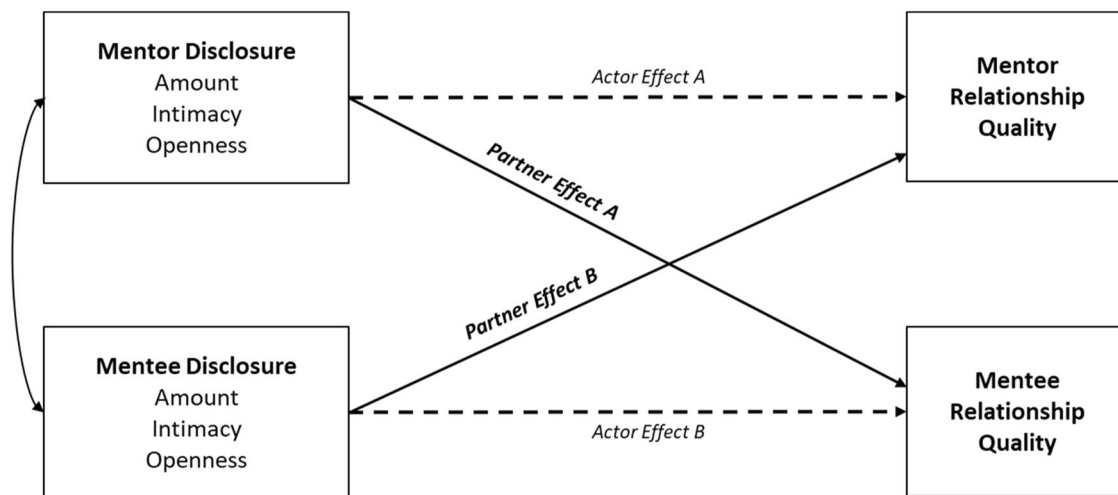 Mentor Disclosure
Amount
Intimacy
Openness
Actor Effect A
Mentor
Relationship
Quality
Partner Effect A
Partner Effect B
Mentee Disclosure
Amount
Intimacy
Openness
Actor Effect B
Mentee
Relationship
Quality